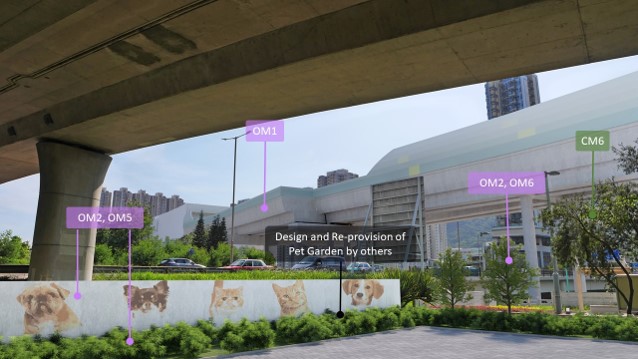 OM1
CM6
OM2, OM6
OM2, OM5
Design and Re-provision of
Pet Garden by others